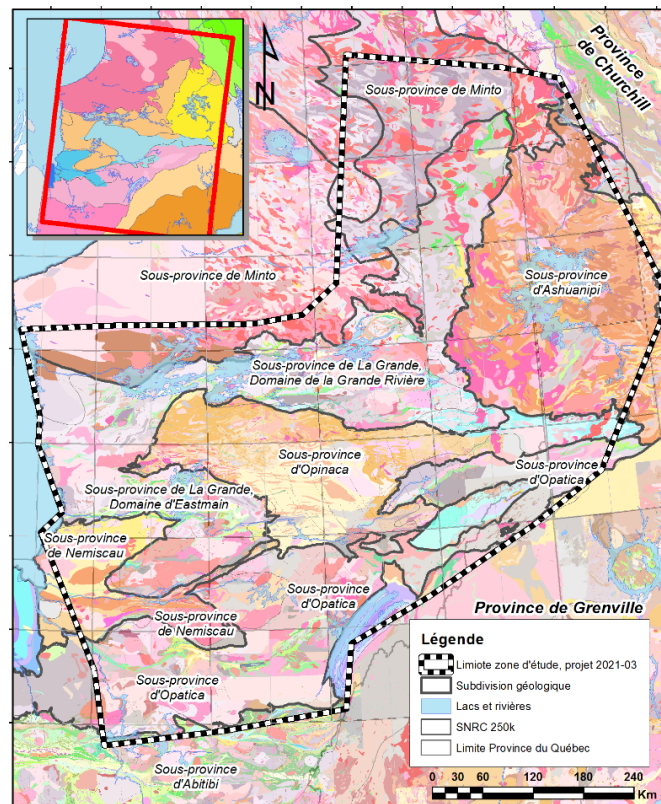 Province
de Churchill
N
Sous-province de Minto
Sous-province
d'Ashuanipi
Sous-province de Minto
Sous-province de La Grande,
Domaine de la Grande Rivière
Sous-province
d'Opinaca
Sous-province
d'Opatica
Sous-province de La Grande,
Domaine d'Eastmain
Sous-province
de Nemiscau
Sous-province
d'Opatica
Province de Grenville
Sous-province
de Nemiscau
Sous-province
d'Opatica
Sous-province
d'Abitibi
Légende
Limiote zone d'étude, projet 2021-03
Subdivision géologique
Lacs et rivières
SNRC 250k
Limite Province du Québec
0 30 60 120 180 240
Km